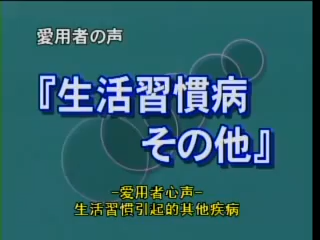 愛用者の声
『生活習慣病
その他』
-愛用者心声-
生活習慣引起的其他疾病